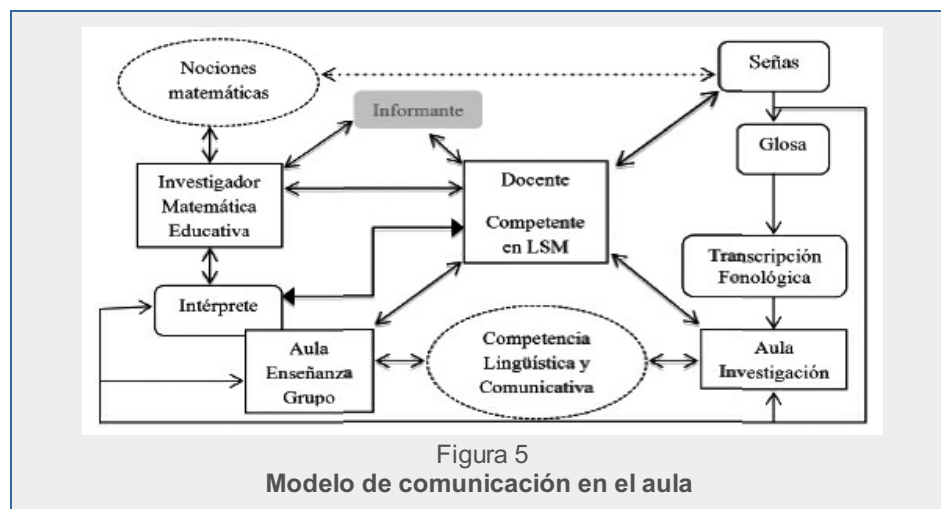 Nociones
matemáticas
Señas
Informante
Glosa
Investigador
Matemática
Educativa
Docente
Competente
en LSM
Transcripción
Fonológica
Intérprete
Aula
Enseñanza
Grupo
Competencia
Lingüística y
Comunicativa
Aula
Investigación
Figura 5
Modelo de comunicación en el aula